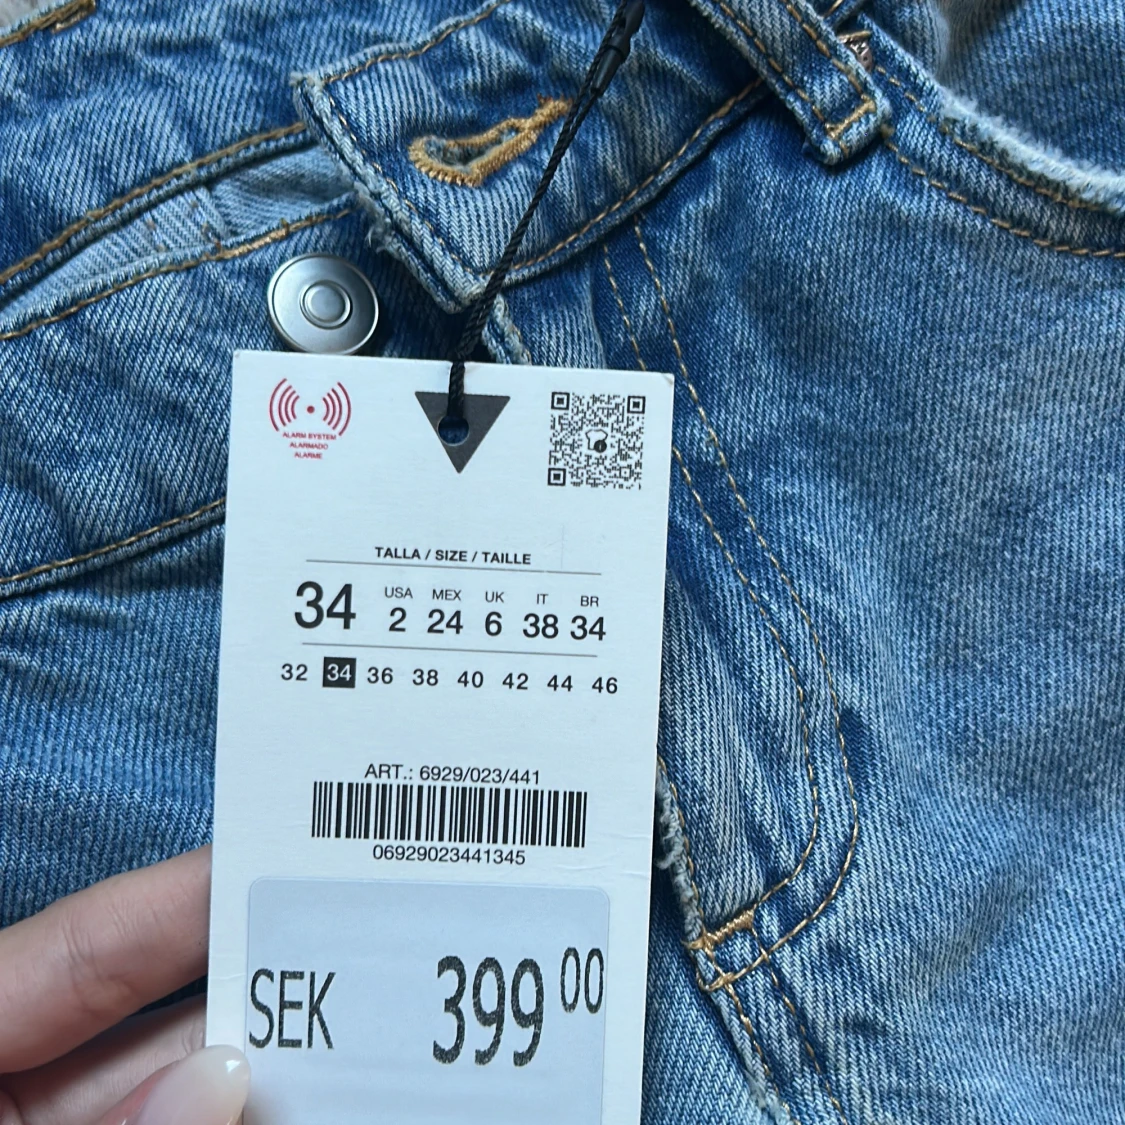 ALARM SYSTEM
ALARMADO
ALARME
TALLA / SIZE / TAILLE
34 USA 2 MEX 24 UK 6 IT 38 BR 34
32 34 36 38 40 42 44 46
ART.: 6929/023/441
06929023441345
SEK 399 00